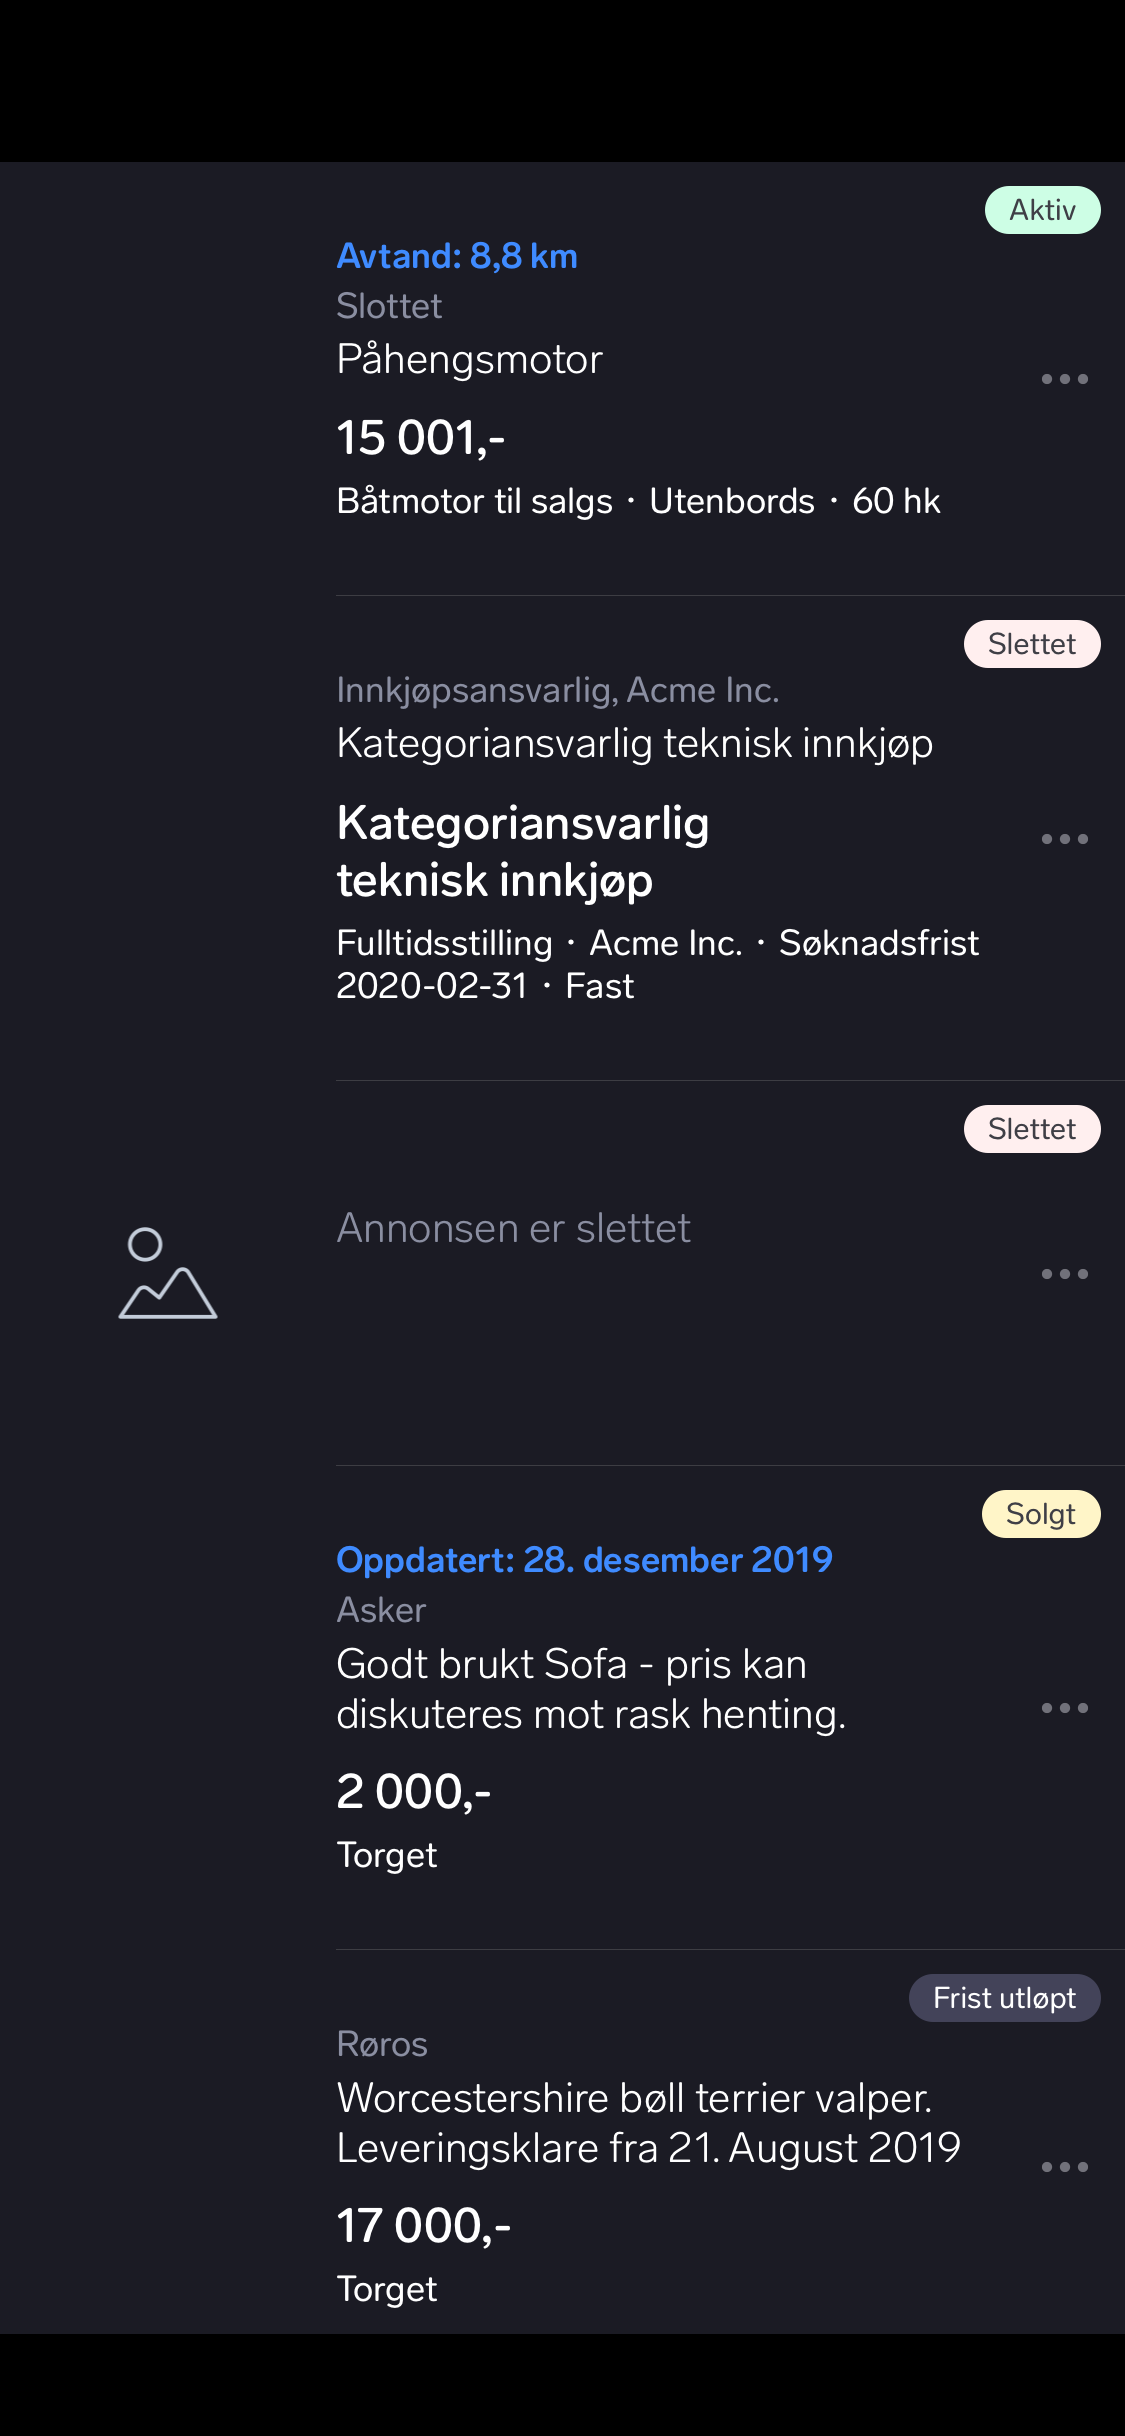 Aktiv
Avtand: 8,8 km
Slottet
Påhengsmotor
15 001,-
Båtmotor til salgs · Utenbords · 60 hk
Slettet
Innkjøpsansvarlig, Acme Inc.
Kategoriansvarlig teknisk innkjøp
Kategoriansvarlig
teknisk innkjøp
Fulltidsstilling · Acme Inc. · Søknadsfrist
2020-02-31 · Fast
Slettet
Annonsen er slettet
Solgt
Oppdatert: 28. desember 2019
Asker
Godt brukt Sofa - pris kan
diskuteres mot rask henting.
2 000,-
Torget
Frist utløpt
Røros
Worcestershire bøll terrier valper.
Leveringsklare fra 21. August 2019
17 000,-
Torget